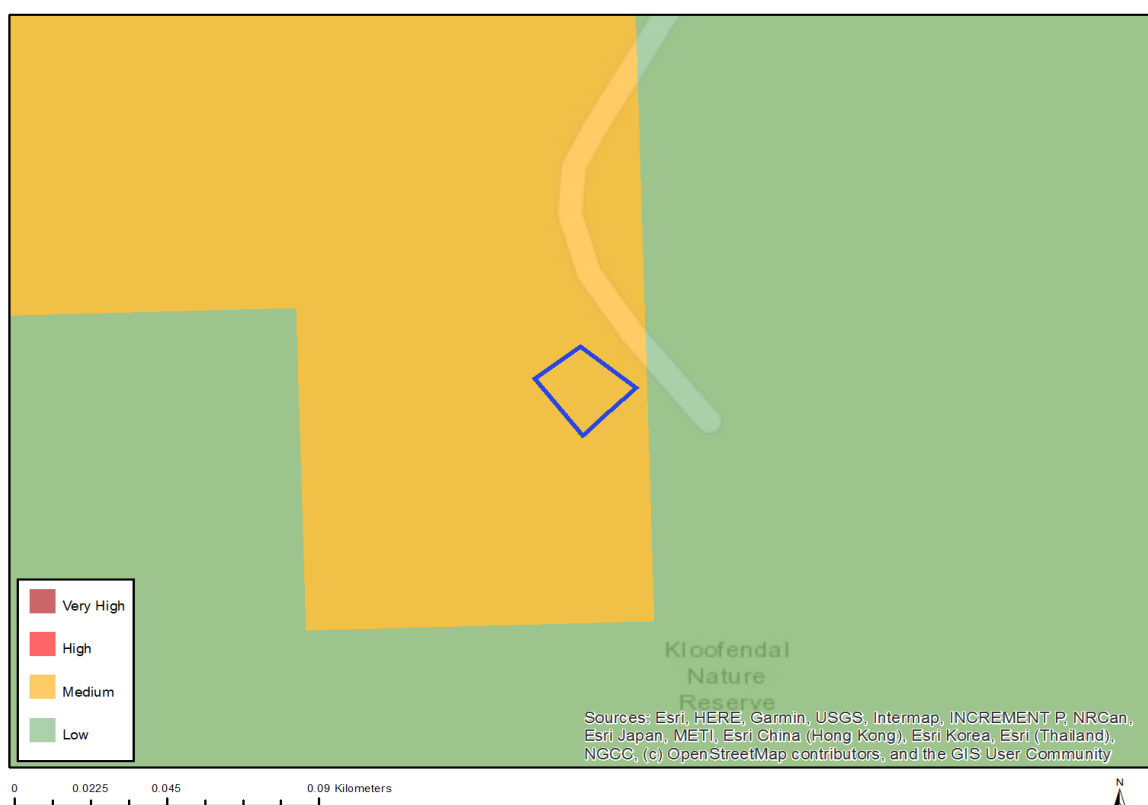 Kloofendal
Nature
Reserve
Very High
High
Medium
Low
Sources: Esri, HERE, Garmin, USGS, Intermap, INCREMENT P, NRCan,
Esri Japan, METI, Esri China (Hong Kong), Esri Korea, Esri (Thailand),
NGCC, (c) OpenStreetMap contributors, and the GIS User Community
0 0.0225 0.045 0.09 Kilometers
N